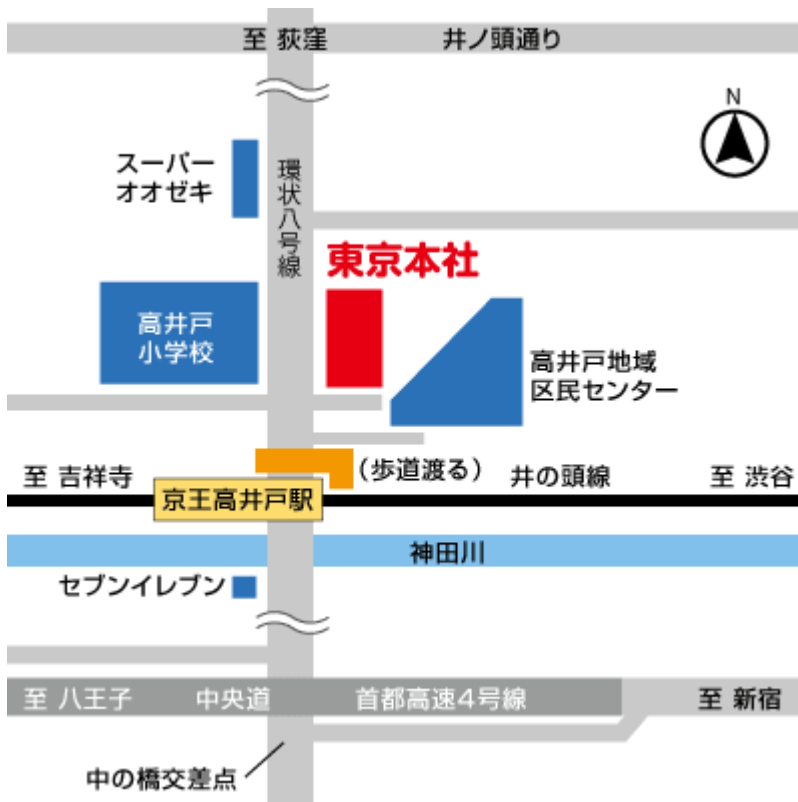 至 荻窪
井ノ頭通り
N
スーパー
オオゼキ
環状八号線
東京本社
高井戸
小学校
高井戸地域
区民センター
(歩道渡る)
至 吉祥寺
井の頭線
至 渋谷
京王高井戸駅
神田川
セブンイレブン
至 八王子
中央道
首都高速4号線
至 新宿
中の橋交差点